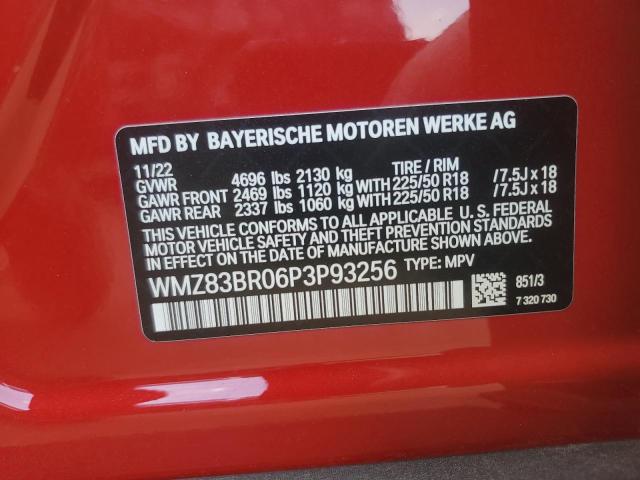 MFD BY BAYERISCHE MOTOREN WERKE AG
11/22 TIRE / RIM
GVWR 4696 lbs 2130 kg
GAWR FRONT 2469 lbs 1120 kg WITH 225/50 R18 /7.5J x 18
GAWR REAR 2337 lbs 1060 kg WITH 225/50 R18 /7.5J x 18
THIS VEHICLE CONFORMS TO ALL APPLICABLE U. S. FEDERAL
MOTOR VEHICLE SAFETY, BUMPER, AND THEFT PREVENTION STANDARDS
IN EFFECT ON THE DATE OF MANUFACTURE SHOWN ABOVE.
WMZ83BR06P3P93256 TYPE: MPV
851/3
7 320 730